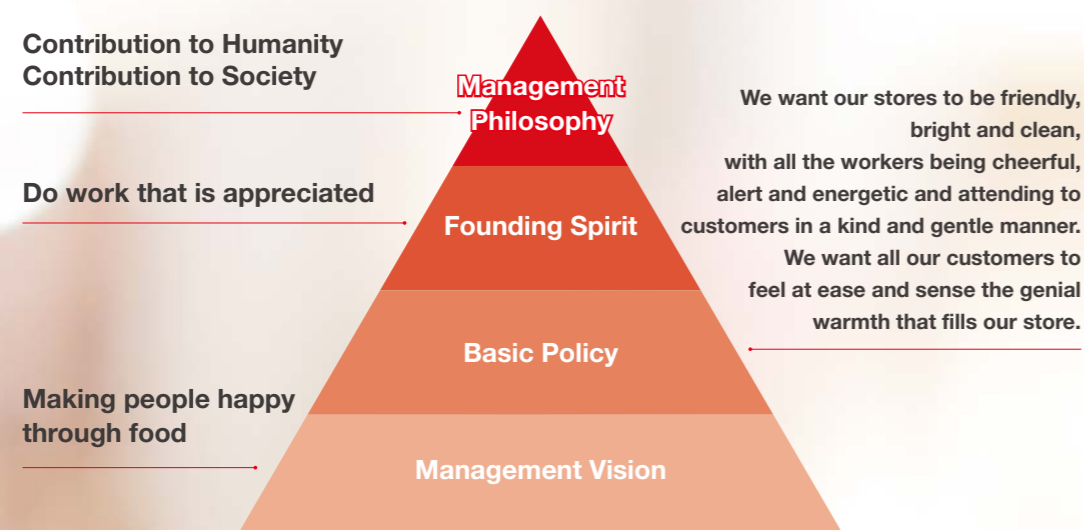 Contribution to Humanity
Contribution to Society
Management
Philosophy
Do work that is appreciated
Founding Spirit
We want our stores to be friendly,
bright and clean,
with all the workers being cheerful,
alert and energetic and attending to
customers in a kind and gentle manner.
We want all our customers to
feel at ease and sense the genial
warmth that fills our store.
Basic Policy
Making people happy
through food
Management Vision